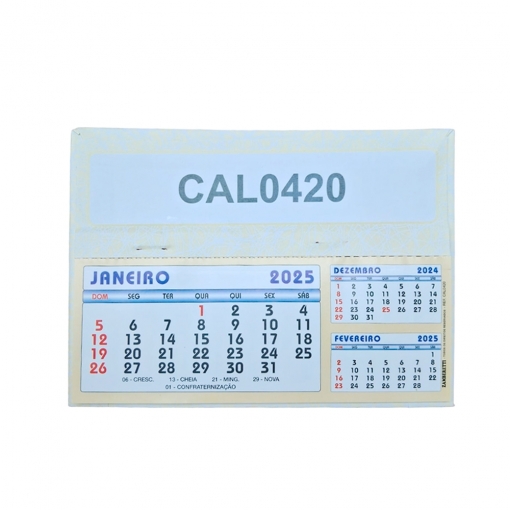 CAL0420
JANEIRO 2025
DOM SEG TER QUA QUI SEX SÁB
1 2 3 4
5 6 7 8 9 10 11
12 13 14 15 16 17 18
19 20 21 22 23 24 25
26 27 28 29 30 31
06 - CRESC. 13 - CHEIA 21 - MING. 29 - NOVA
01 - CONFRATERNIZAÇÃO
DEZEMBRO 2024
1 2 3 4 5 6 7
8 9 10 11 12 13 14
15 16 17 18 19 20 21
22 23 24 25 26 27 28
29 30 31
FEVEREIRO 2025
1
2 3 4 5 6 7 8
9 10 11 12 13 14 15
16 17 18 19 20 21 22
23 24 25 26 27 28